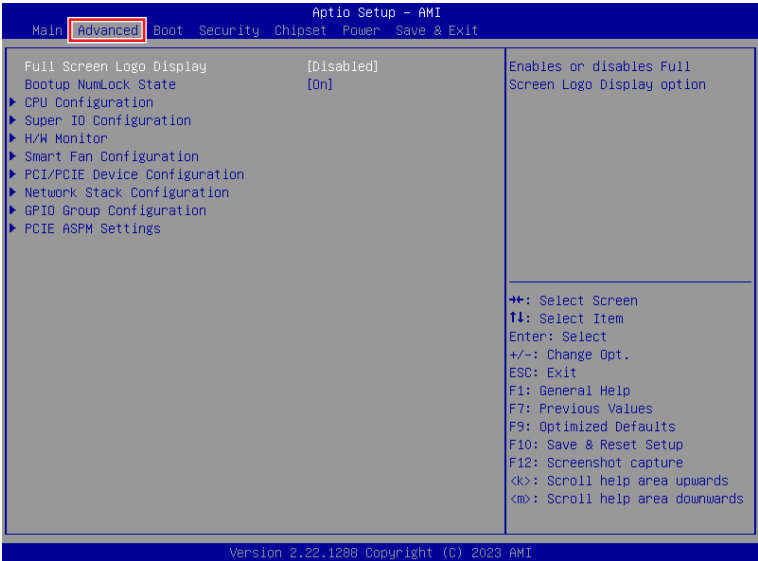 Aptio Setup - AMI
Main Advanced Boot Security Chipset Power Save & Exit
Full Screen Logo Display [Disabled]
Bootup NumLock State [On]
CPU Configuration
Super IO Configuration
H/W Monitor
Smart Fan Configuration
PCI/PCIE Device Configuration
Network Stack Configuration
GPIO Group Configuration
PCIE ASPM Settings
Enables or disables Full
Screen Logo Display option
→←: Select Screen
↑↓: Select Item
Enter: Select
+/-: Change Opt.
ESC: Exit
F1: General Help
F7: Previous Values
F9: Optimized Defaults
F10: Save & Reset Setup
F12: Screenshot capture
<k>: Scroll help area upwards
<m>: Scroll help area downwards
Version 2.22.1288 Copyright (C) 2023 AMI